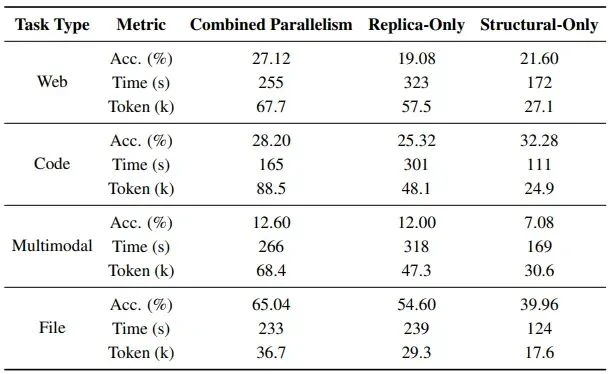 Task Type Metric Combined Parallelism Replica-Only Structural-Only
Acc. (%) 27.12 19.08 21.60
Web Time (s) 255 323 172
Token (k) 67.7 57.5 27.1
Acc. (%) 28.20 25.32 32.28
Code Time (s) 165 301 111
Token (k) 88.5 48.1 24.9
Acc. (%) 12.60 12.00 7.08
Multimodal Time (s) 266 318 169
Token (k) 68.4 47.3 30.6
Acc. (%) 65.04 54.60 39.96
File Time (s) 233 239 124
Token (k) 36.7 29.3 17.6